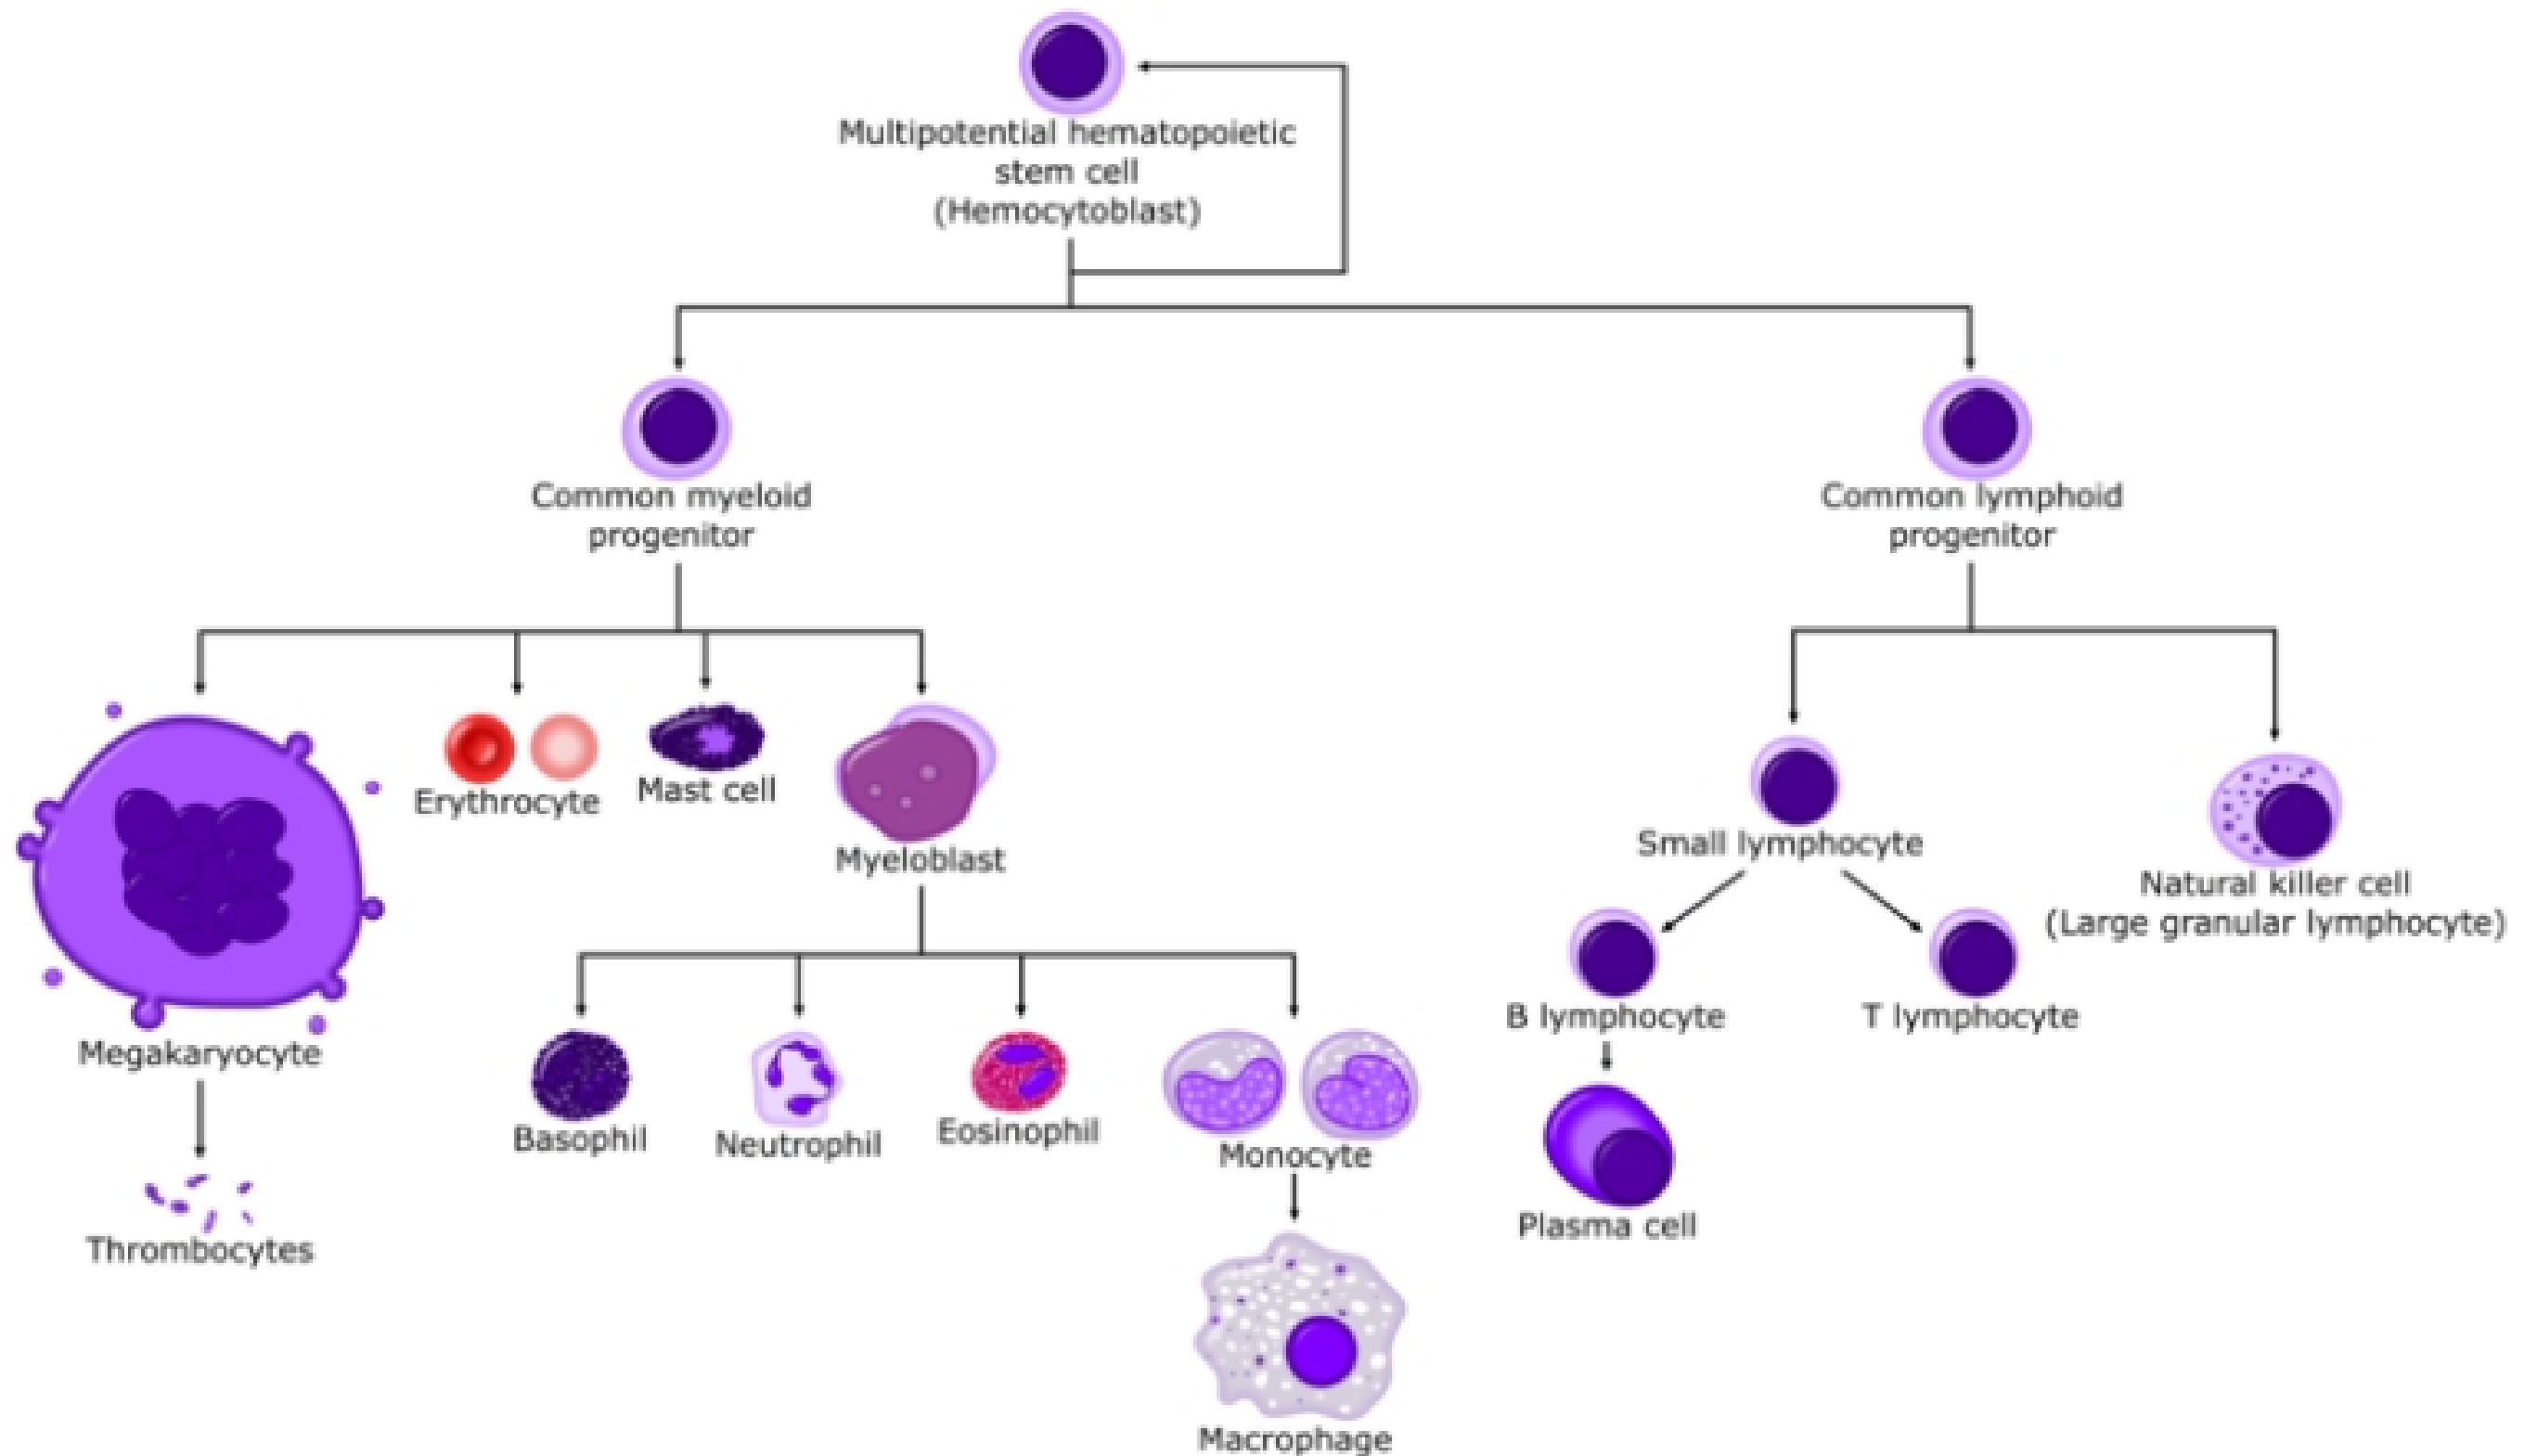 Multipotential hematopoietic
stem cell
(Hemocytoblast)
Common myeloid
progenitor
Common lymphoid
progenitor
Erythrocyte
Mast cell
Myeloblast
Small lymphocyte
Natural killer cell
(Large granular lymphocyte)
B lymphocyte
T lymphocyte
Megakaryocyte
Basophil
Neutrophil
Eosinophil
Monocyte
Plasma cell
Thrombocytes
Macrophage